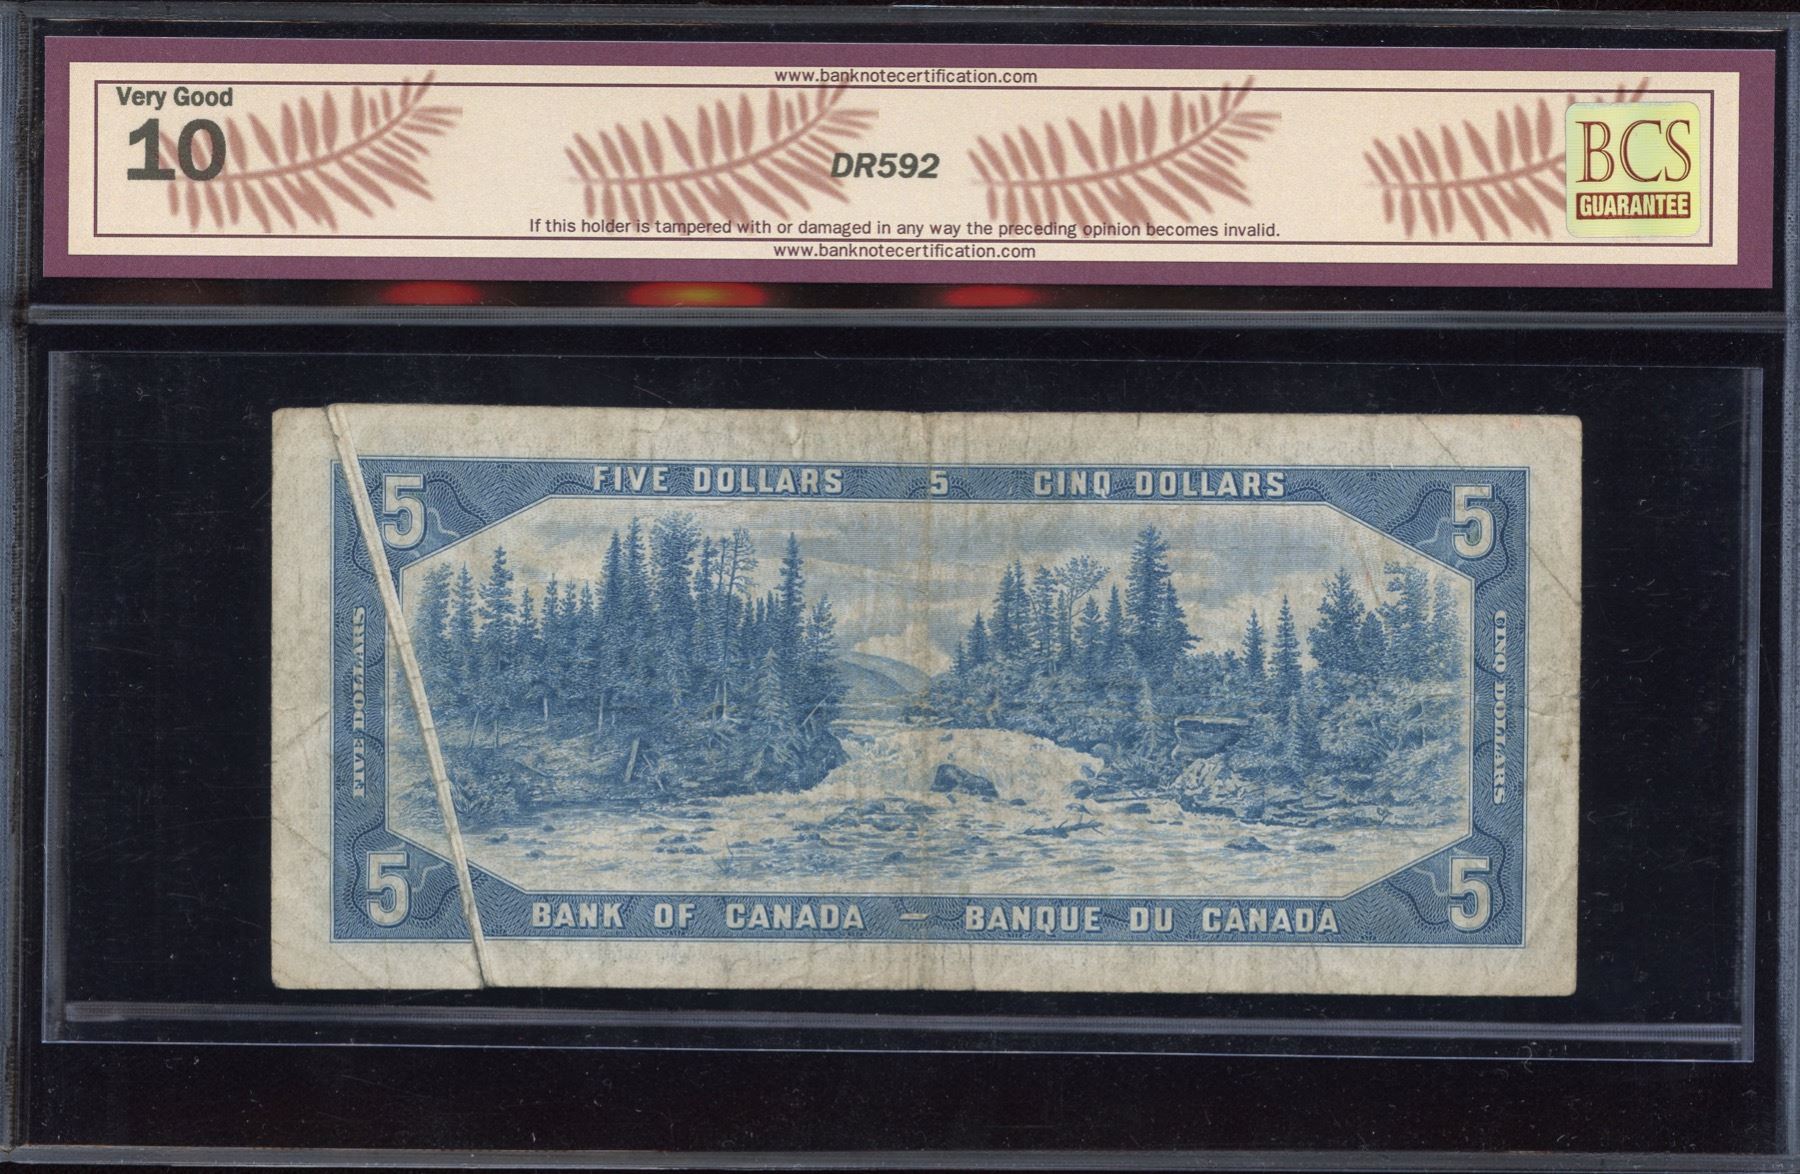 www.banknotecertification.com
Very Good
10
DR592
BCS
GUARANTEE
If this holder is tampered with or damaged in any way the preceding opinion becomes invalid.
www.banknotecertification.com
5 FIVE DOLLARS 5 CINQ DOLLARS 5
FIVE DOLLARS
CINQ DOLLARS
5 BANK OF CANADA – BANQUE DU CANADA 5